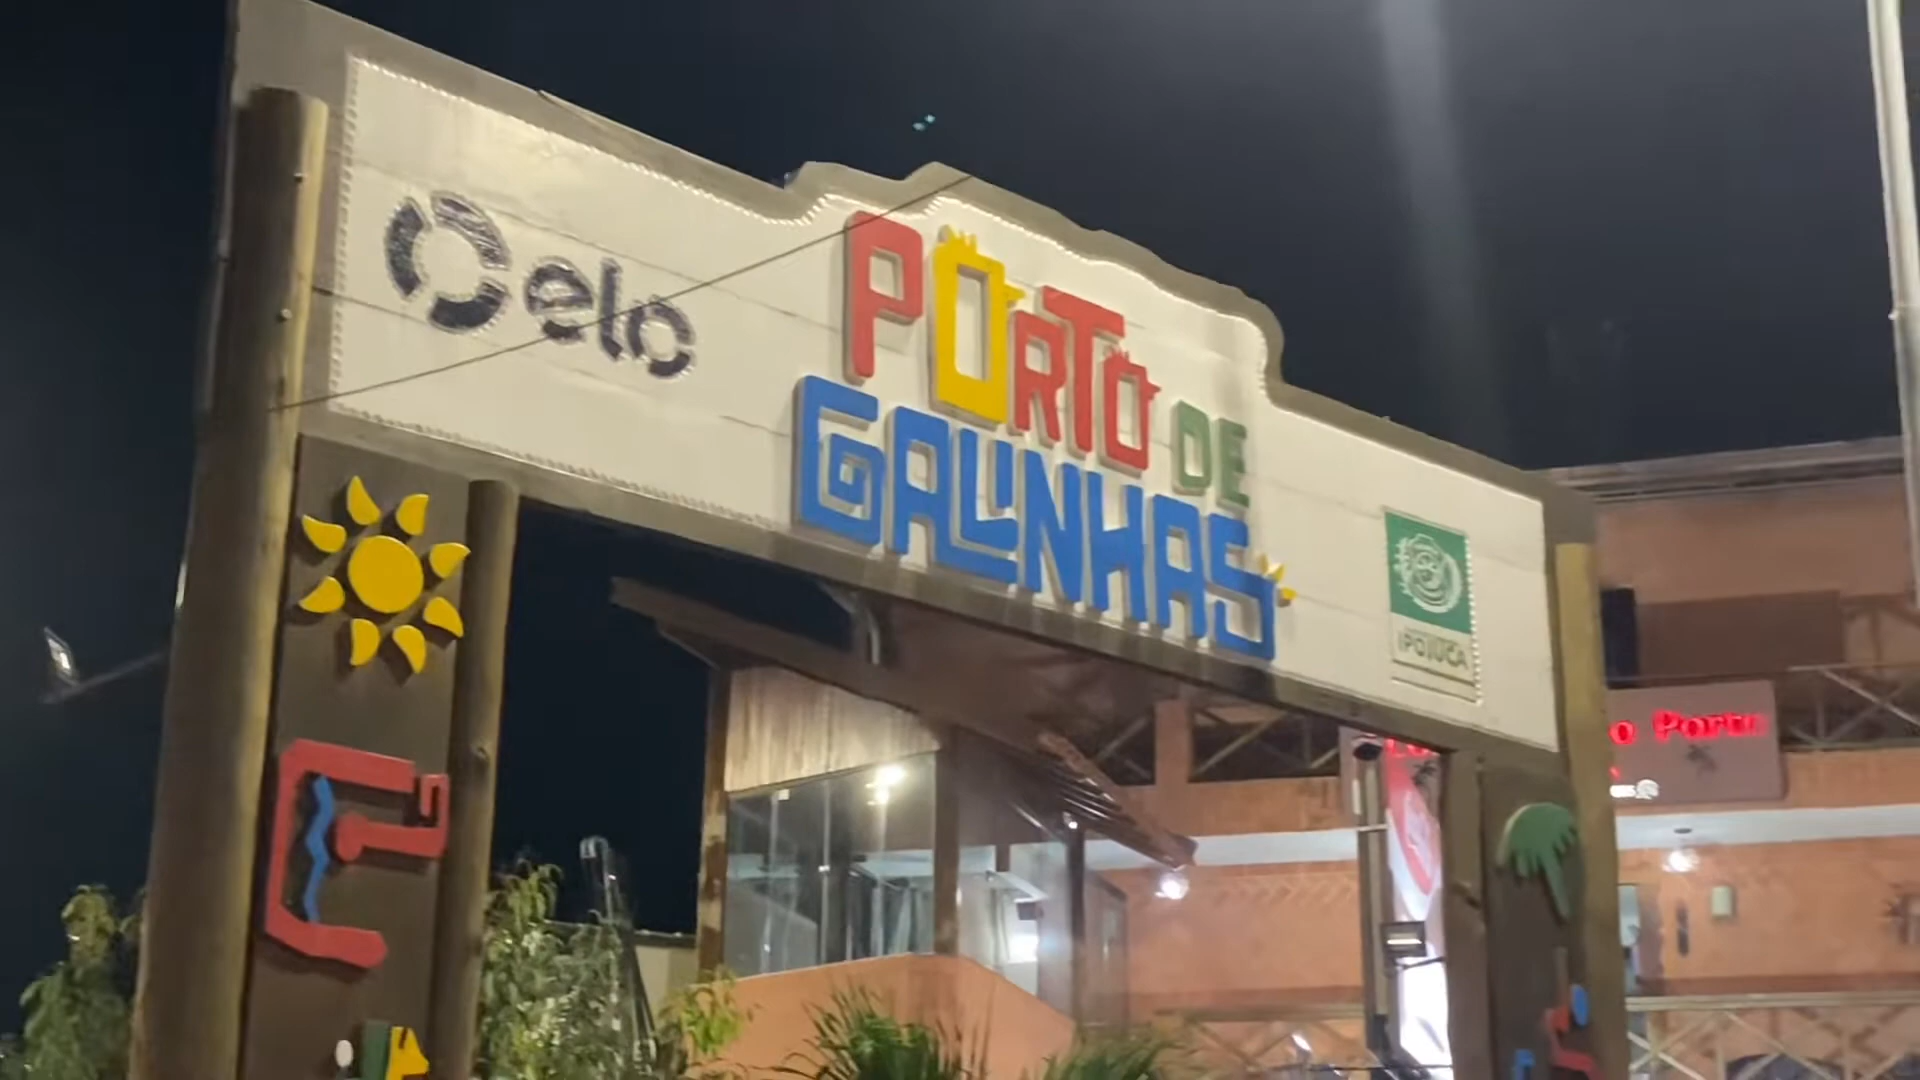 elo
PORTO
DE
GALINHAS
IPOJUCA
o Porto